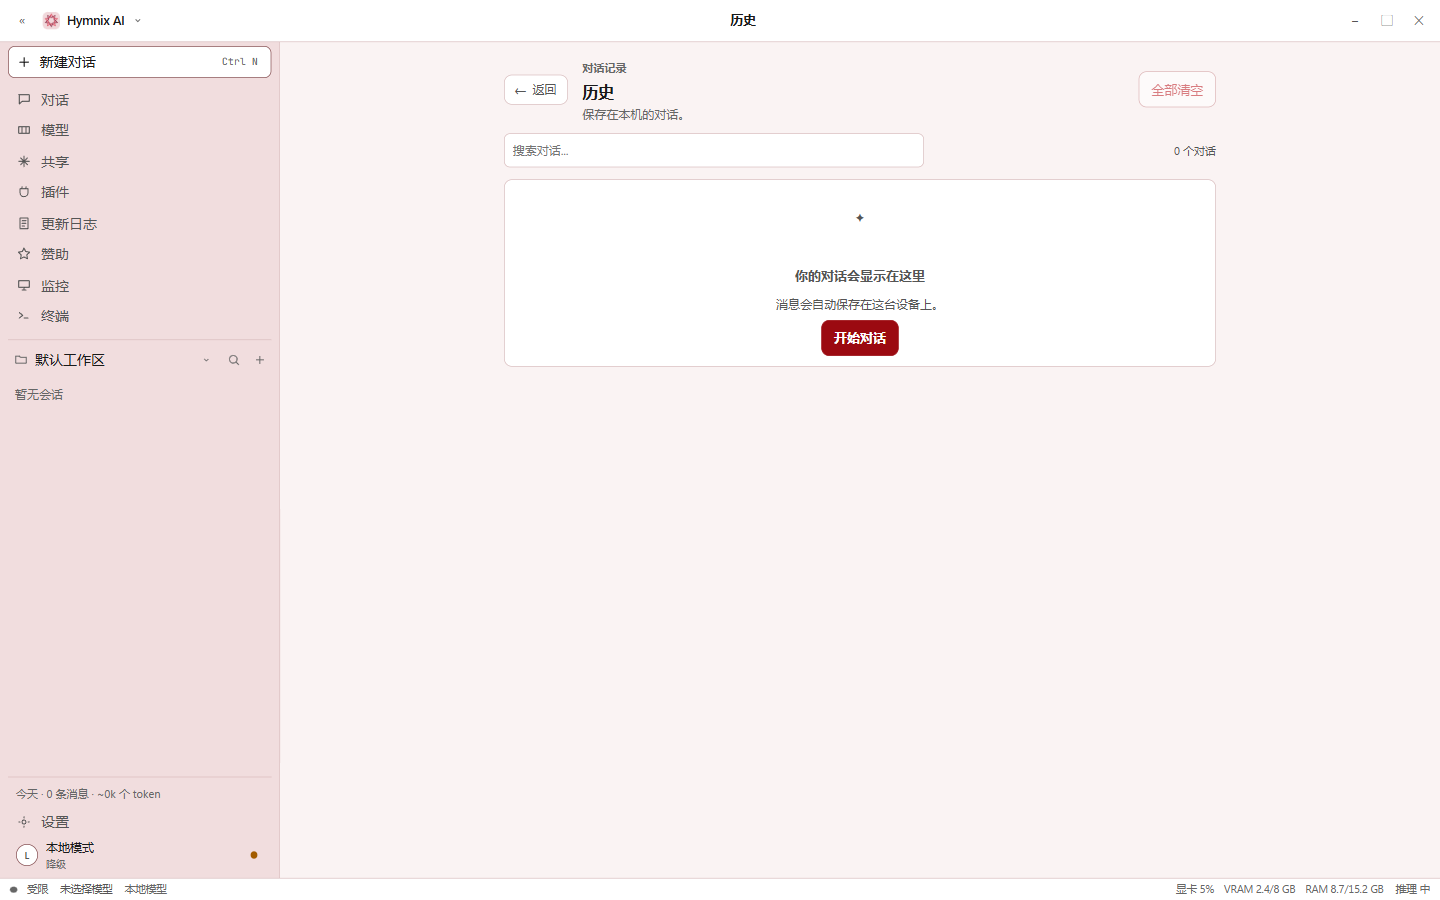 « Hymnix AI
历史
新建对话 Ctrl N
对话
模型
共享
插件
更新日志
赞助
监控
终端
默认工作区
暂无会话
今天 · 0 条消息 · ~0k 个 token
设置
L 本地模式
降级
对话记录
← 返回
历史
保存在本机的对话。
全部清空
搜索对话...
0 个对话
你的对话会显示在这里
消息会自动保存在这台设备上。
开始对话
受限 未选择模型 本地模型
显卡 5% VRAM 2.4/8 GB RAM 8.7/15.2 GB 推理 中